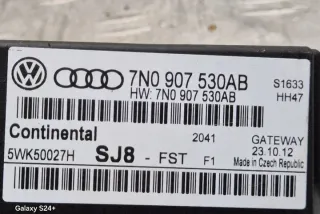 7N0 907 530AB
S1633
HW: 7N0 907 530AB
HH47
Continental
2041
GATEWAY
5WK50027H
SJ8 - FST F1
23.10.12
Made in Czech Republic
Galaxy S24+